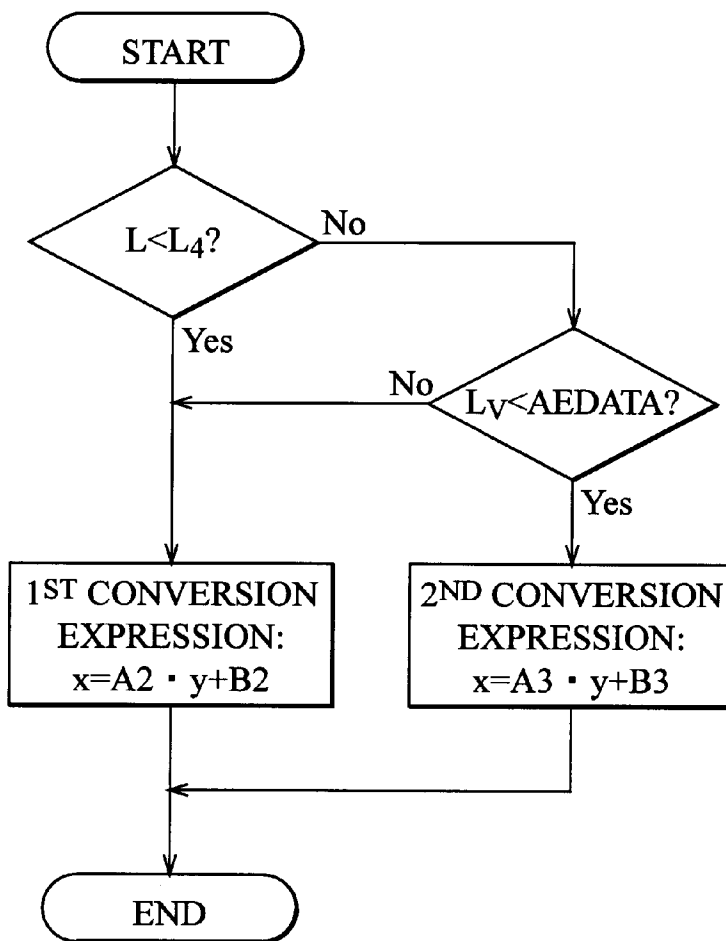 START
L<L4?
No
Yes
No
LV<AEDATA?
Yes
1ST CONVERSION
EXPRESSION:
x=A2・y+B2
2ND CONVERSION
EXPRESSION:
x=A3・y+B3
END